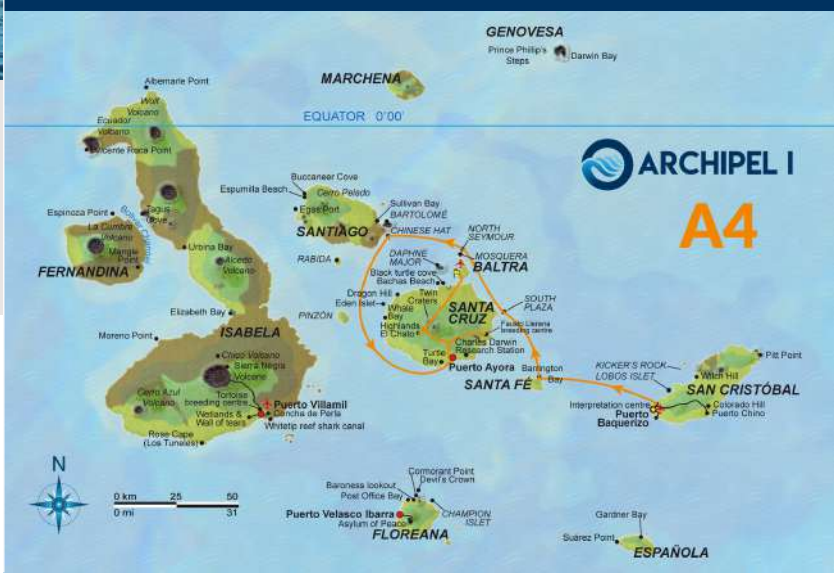 GENOVESA
Prince Phillip's
Steps
Darwin Bay
MARCHENA
EQUATOR 0'00'
ARCHIPEL I
A4
Albemarle Point
Wolf
Volcano
Ecuador
Volcano
Vicente Roca Point
Buccaneer Cove
Espumilla Beach
Cerro Pelado
Egas Port
Sullivan Bay
BARTOLOMÉ
SANTIAGO
CHINESE HAT
NORTH
SEYMOUR
Espinoza Point
Tagus
Cove
Bolivar Channel
La Cumbre
Volcano
Mangle
Point
FERNANDINA
Urbina Bay
Alcedo
Volcano
RABIDA
DAPHNE
MAJOR
MOSQUERA
BALTRA
Black turtle cove
Bachas Beach
Dragon Hill
Eden Islet
Twin
Craters
SANTA
CRUZ
SOUTH
PLAZA
Whale
Bay
Highlands
El Chato
PINZÓN
Elizabeth Bay
ISABELA
Moreno Point
Charles Darwin
Research Station
Turtle
Bay
Puerto Ayora
Barrington
Bay
SANTA FÉ
KICKER'S ROCK
LOBOS ISLET
Pitt Point
Witch Hill
SAN CRISTÓBAL
Chico Volcano
Sierra Negra
Volcano
Cerro Azul
Volcano
Tortoise
breeding centre
Puerto Villamil
Wetlands &
Wall of tears
Concha de Perla
Whitetip reef shark canal
Rose Cape
(Los Tuneles)
Interpretation centre
Puerto
Baquerizo
Colorado Hill
Puerto Chino
N
0 km 25 50
0 mi 31
Cormorant Point
Devil's Crown
Baroness lookout
Post Office Bay
Puerto Velasco Ibarra
Asylum of Peace
CHAMPION
ISLET
FLOREANA
Gardner Bay
Suárez Point
ESPAÑOLA